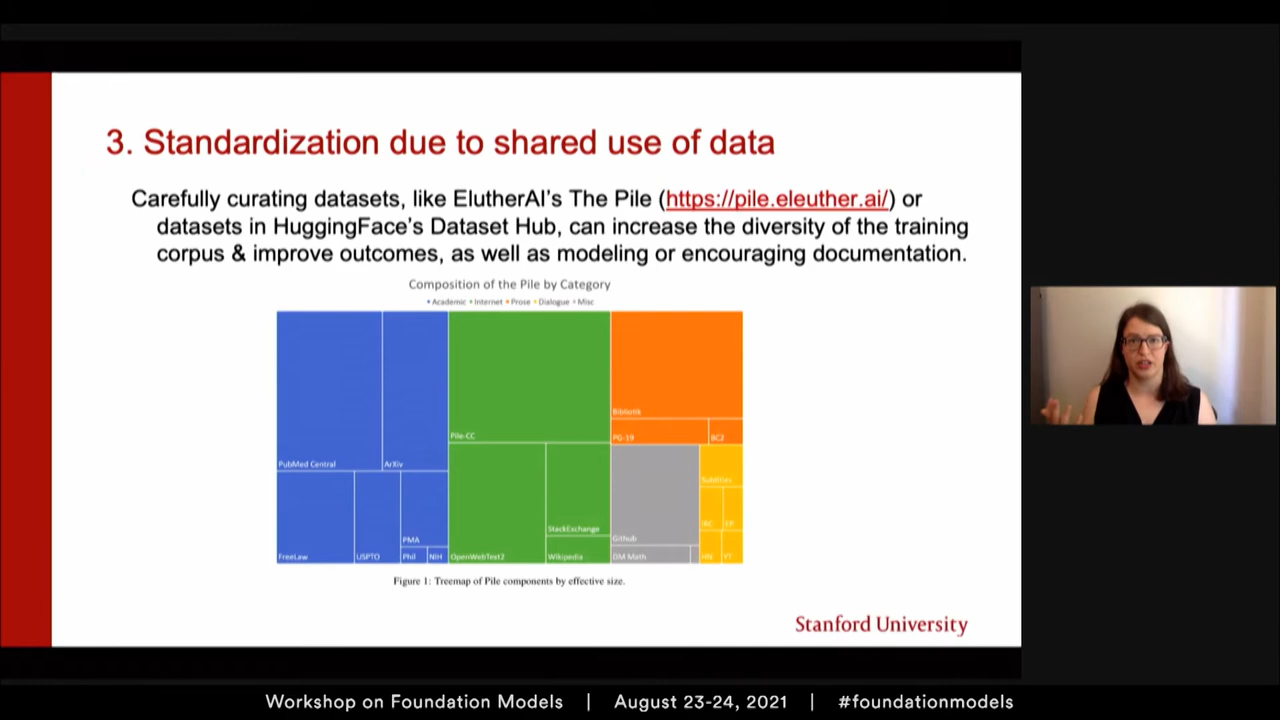 3. Standardization due to shared use of data
Carefully curating datasets, like ElutherAI's The Pile (https://pile.eleuther.ai/) or
datasets in HuggingFace's Dataset Hub, can increase the diversity of the training
corpus & improve outcomes, as well as modeling or encouraging documentation.
Composition of the Pile by Category
Academic Internet Prose Dialogue Misc
Bibliotik
Pile-CC
PG-19
BC2
PubMed Central
ArXiv
Subtitles
StackExchange
IRC
EP
PMA
Github
FreeLaw
USPTO
Phil
NIH
OpenWebText2
Wikipedia
DM Math
HN
YT
Figure 1: Treemap of Pile components by effective size.
Stanford University
Workshop on Foundation Models | August 23-24, 2021 | #foundationmodels